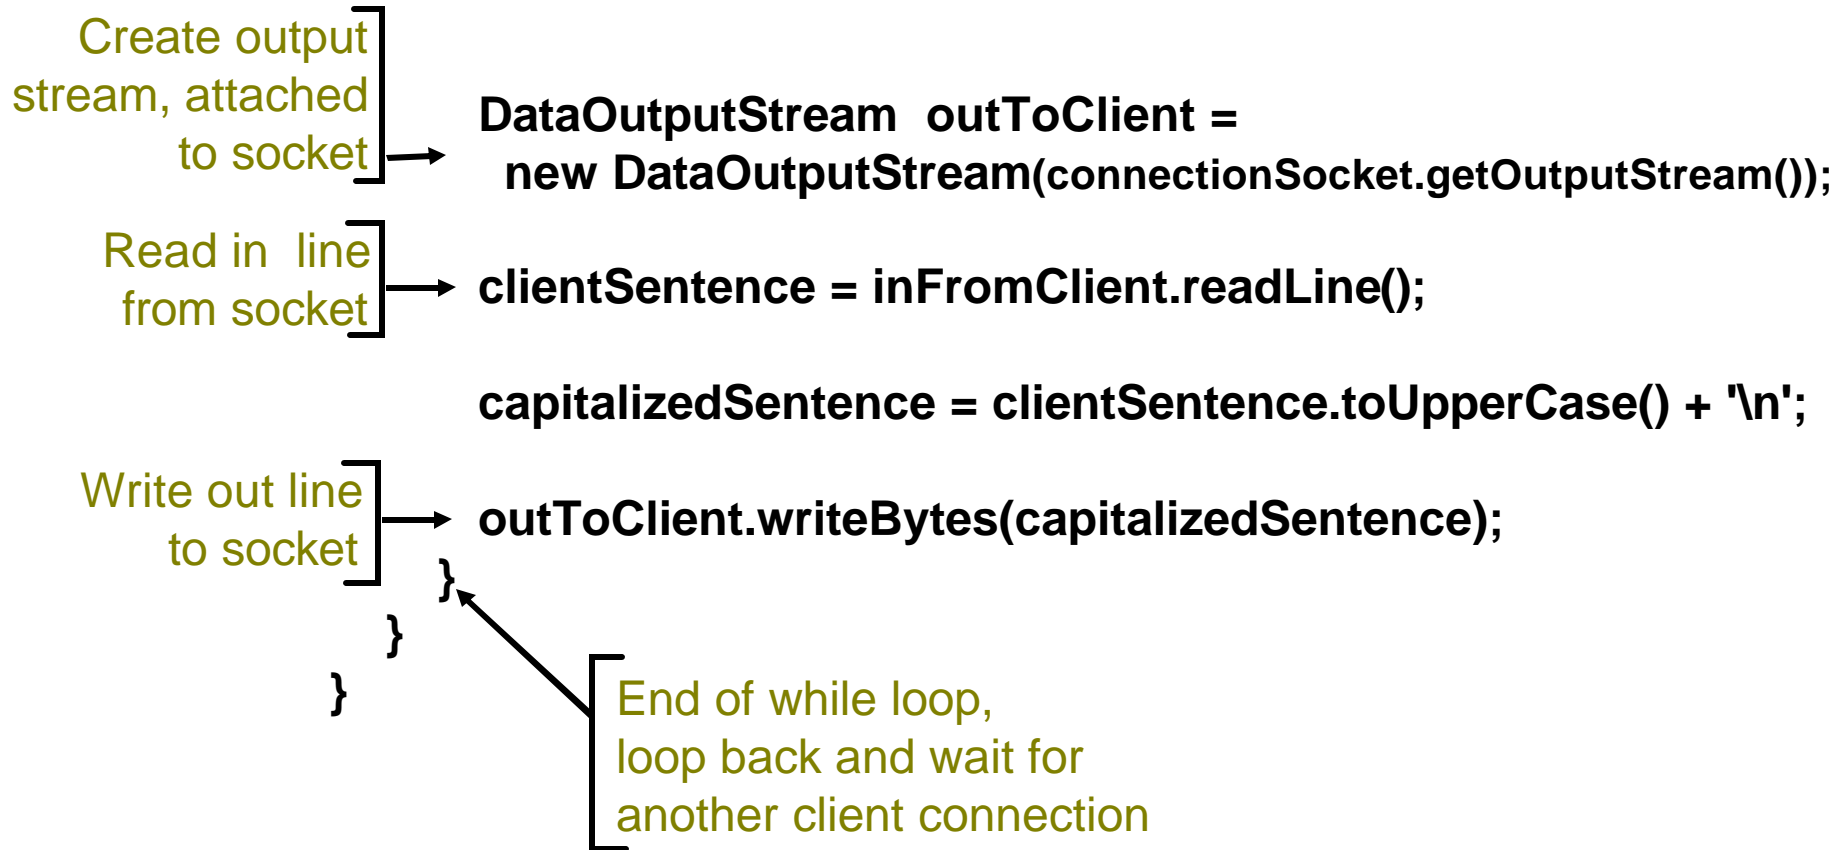 Create output
stream, attached
to socket
DataOutputStream  outToClient =
new DataOutputStream(connectionSocket.getOutputStream());
Read in  line
from socket
clientSentence = inFromClient.readLine();
capitalizedSentence = clientSentence.toUpperCase() + '\n';
Write out line
to socket
outToClient.writeBytes(capitalizedSentence);
}
}
}
End of while loop,
loop back and wait for
another client connection